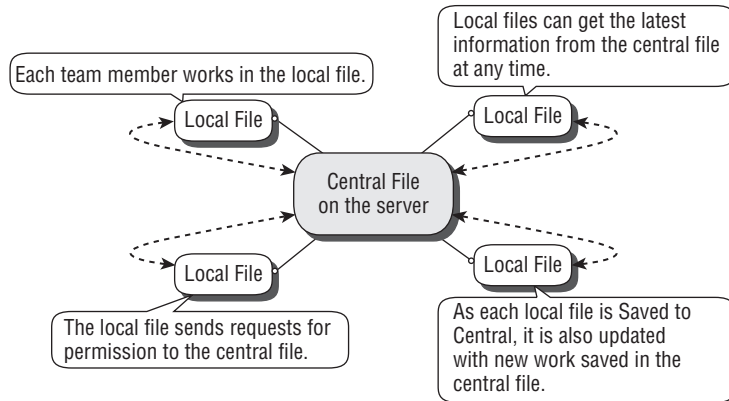 Each team member works in the local file.
Local File
Local files can get the latest
information from the central file
at any time.
Local File
Central File
on the server
Local File
The local file sends requests for
permission to the central file.
Local File
As each local file is Saved to
Central, it is also updated
with new work saved in the
central file.